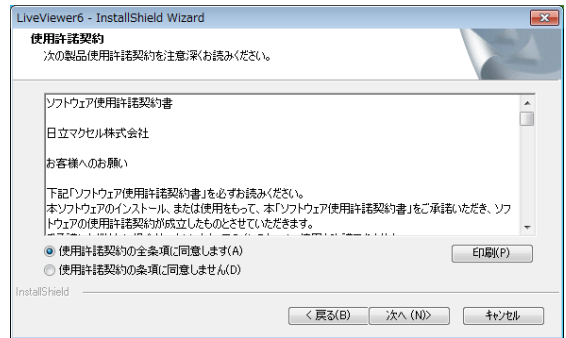 LiveViewer6 - InstallShield Wizard
使用許諾契約
次の製品使用許諾契約を注意深くお読みください。
ソフトウェア使用許諾契約書
日立マクセル株式会社
お客様へのお願い
下記「ソフトウェア使用許諾契約書」を必ずお読みください。
本ソフトウェアのインストール、または使用をもって、本「ソフトウェア使用許諾契約書」をご承諾いただき、ソフ
トウェアの使用許諾契約が成立したものとさせていただきます。
使用許諾契約の全条項に同意します(A)
印刷(P)
使用許諾契約の条項に同意しません(D)
InstallShield
< 戻る(B)
次へ (N)>
キャンセル